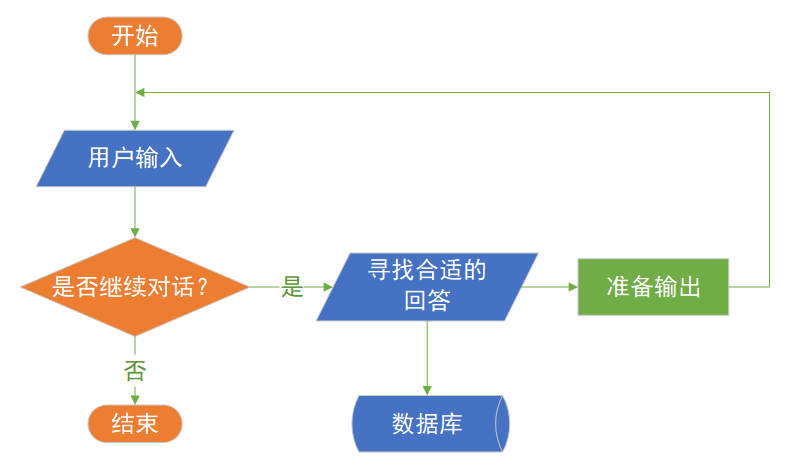 开始
用户输入
是否继续对话？
是
寻找合适的
回答
准备输出
否
结束
数据库